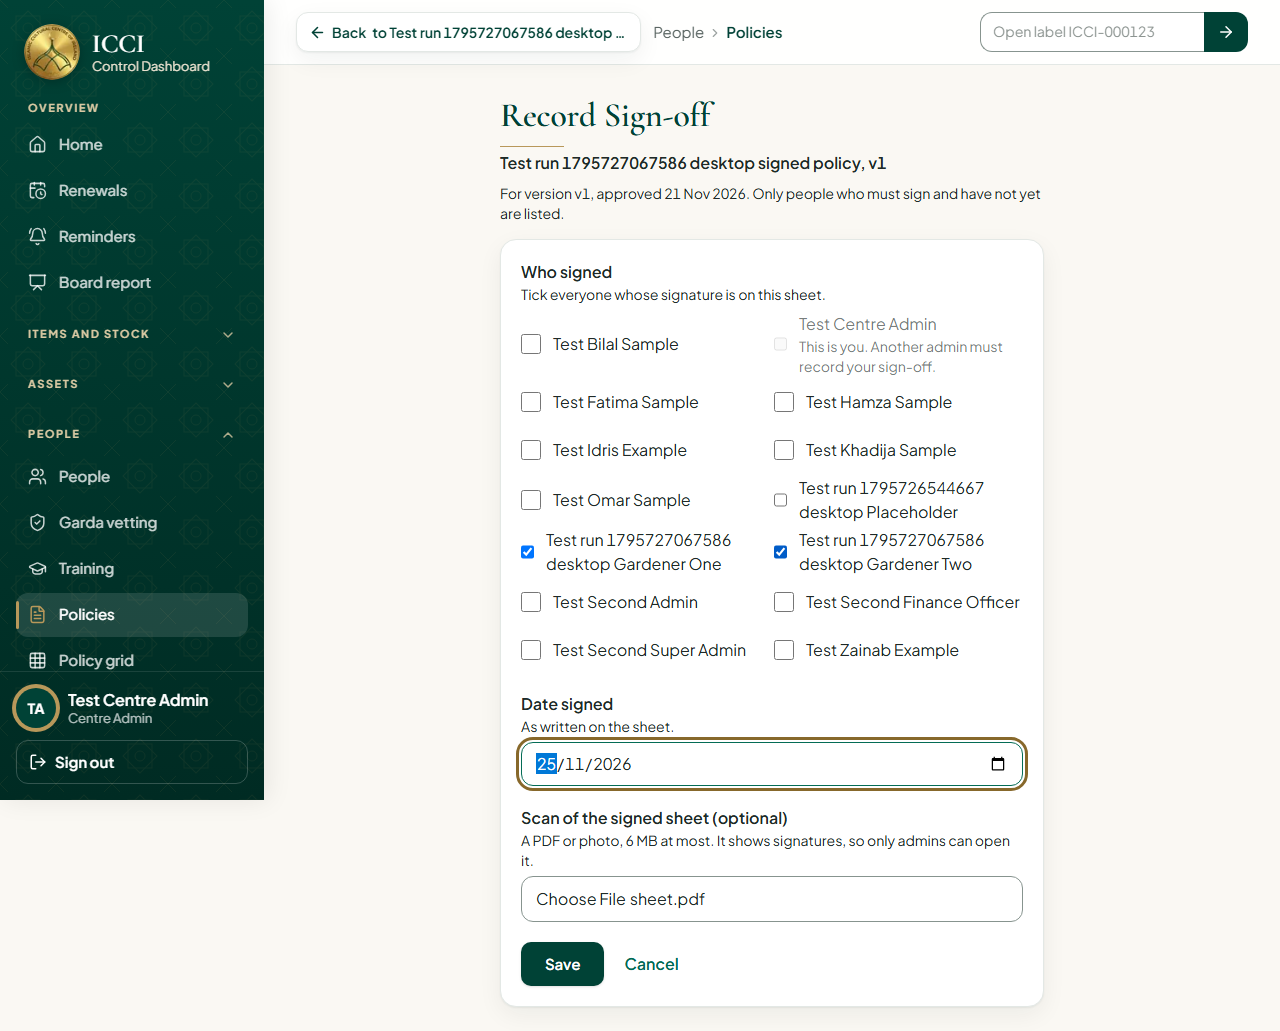 ICCI
Control Dashboard
OVERVIEW
Home
Renewals
Reminders
Board report
ITEMS AND STOCK
ASSETS
PEOPLE
People
Garda vetting
Training
Policies
Policy grid
TA
Test Centre Admin
Centre Admin
Sign out
Back to Test run 1795727067586 desktop ...
People > Policies
Open label ICCI-000123
Record Sign-off
Test run 1795727067586 desktop signed policy, v1
For version v1, approved 21 Nov 2026. Only people who must sign and have not yet
are listed.
Who signed
Tick everyone whose signature is on this sheet.
Test Bilal Sample
Test Centre Admin
This is you. Another admin must
record your sign-off.
Test Fatima Sample
Test Hamza Sample
Test Idris Example
Test Khadija Sample
Test Omar Sample
Test run 1795726544667
desktop Placeholder
Test run 1795727067586
desktop Gardener One
Test run 1795727067586
desktop Gardener Two
Test Second Admin
Test Second Finance Officer
Test Second Super Admin
Test Zainab Example
Date signed
As written on the sheet.
25/11/2026
Scan of the signed sheet (optional)
A PDF or photo, 6 MB at most. It shows signatures, so only admins can open
it.
Choose File sheet.pdf
Save
Cancel